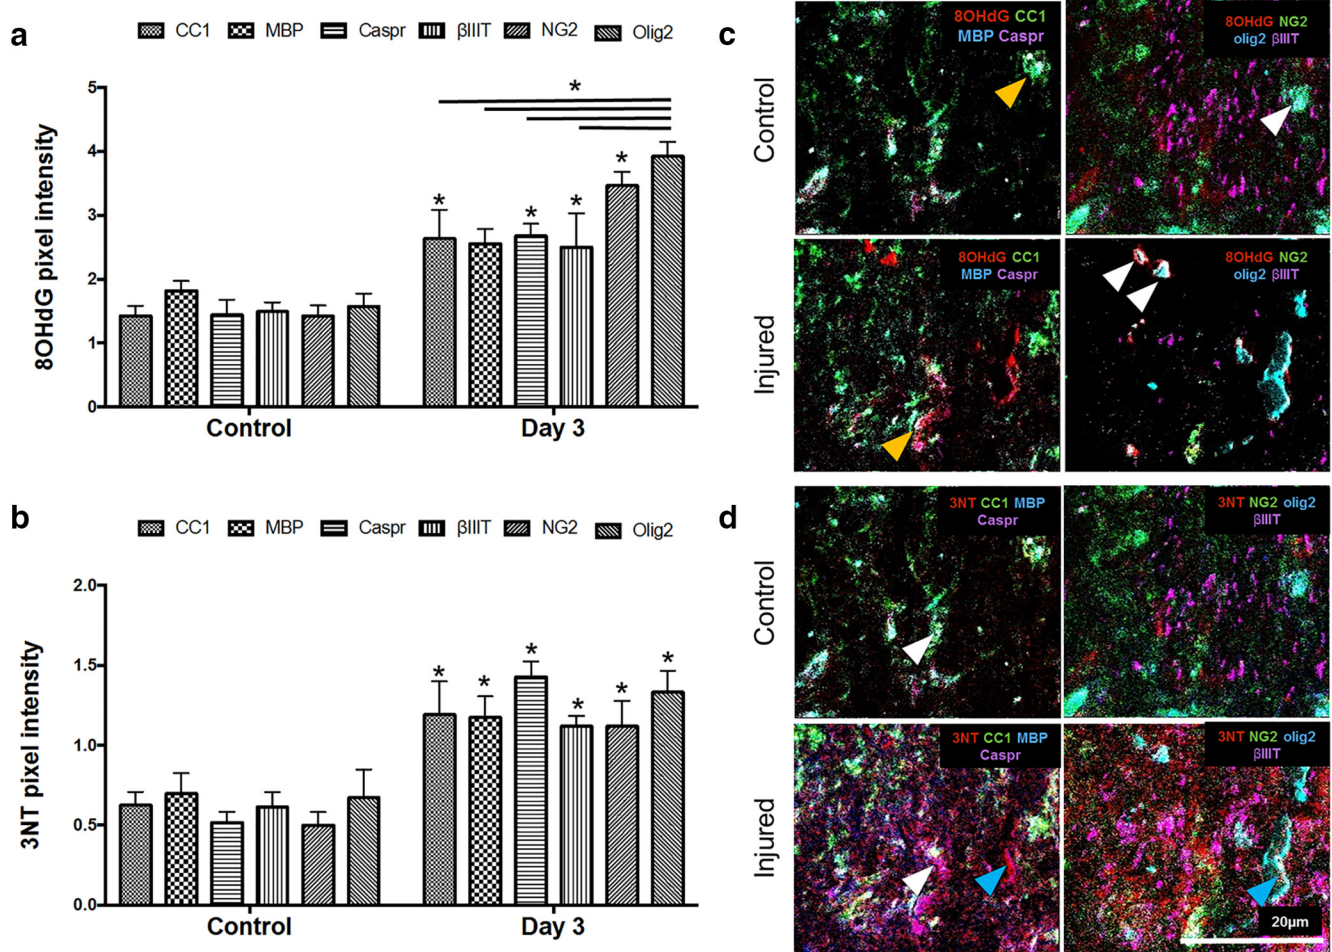 a
CC1 MBP Caspr βIIIT NG2 Olig2
8OHdG pixel intensity
5
4
3
2
1
0
*
* * * *
Control Day 3
b
CC1 MBP Caspr βIIIT NG2 Olig2
3NT pixel intensity
2.0
1.5
1.0
0.5
0.0
* * * * * *
Control Day 3
c
Control
8OHdG CC1
MBP Caspr
8OHdG NG2
olig2 βIIIT
Injured
8OHdG CC1
MBP Caspr
8OHdG NG2
olig2 βIIIT
d
Control
3NT CC1 MBP
Caspr
3NT NG2 olig2
βIIIT
Injured
3NT CC1 MBP
Caspr
3NT NG2 olig2
βIIIT
20µm